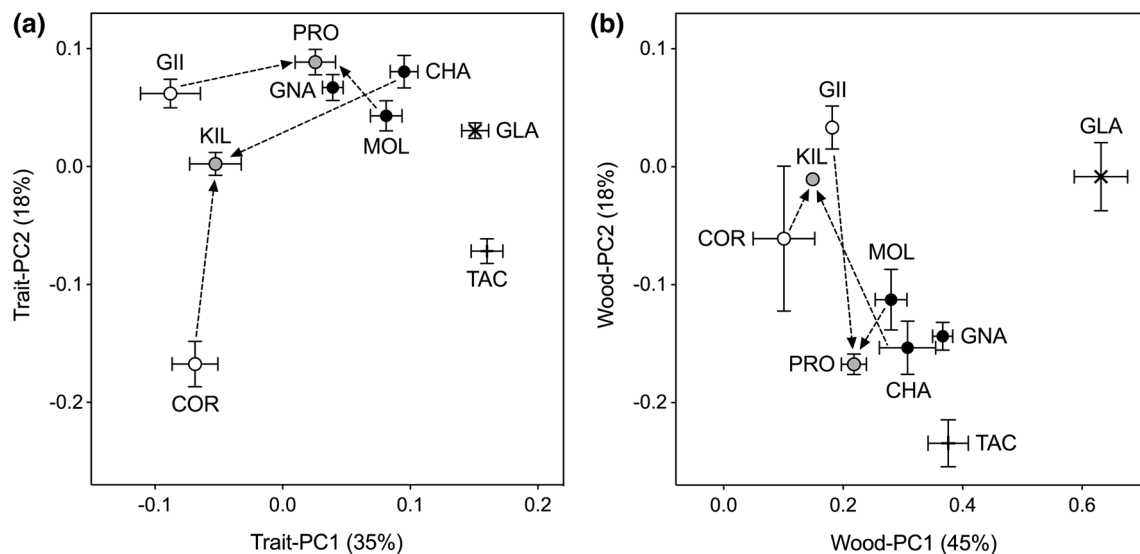 (a)
PRO
GII
CHA
GNA
KIL
MOL
GLA
TAC
COR
0.1
0.0
-0.1
-0.2
Trait-PC2 (18%)
-0.1
0.0
0.1
0.2
Trait-PC1 (35%)
(b)
GII
GLA
KIL
COR
MOL
GNA
PRO
CHA
TAC
0.1
0.0
-0.1
-0.2
Wood-PC2 (18%)
0.0
0.2
0.4
0.6
Wood-PC1 (45%)